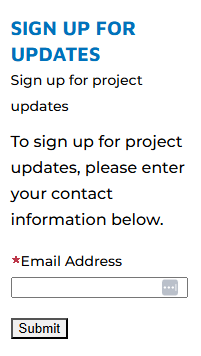 SIGN UP FOR
UPDATES
Sign up for project
updates
To sign up for project
updates, please enter
your contact
information below.
*Email Address
Submit